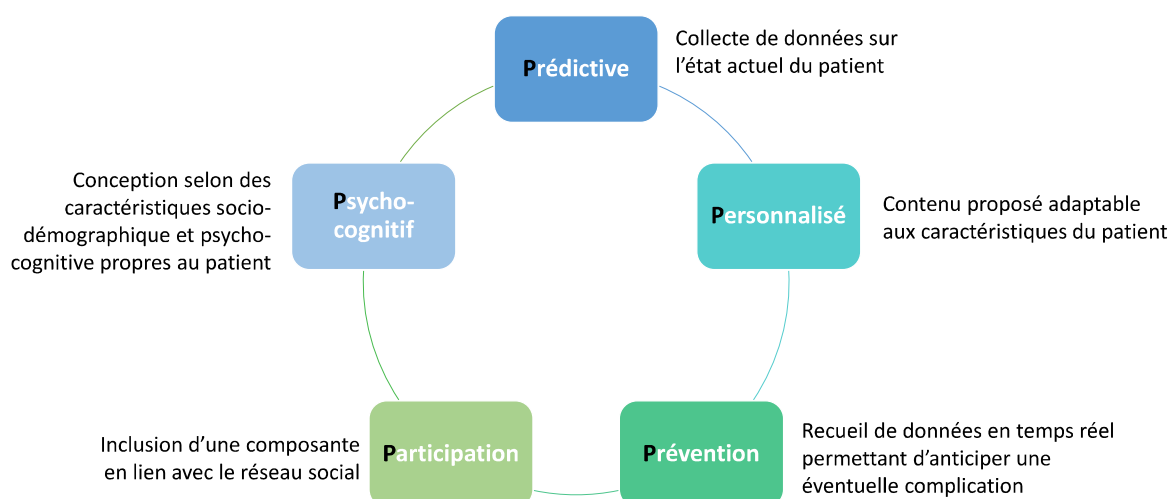 Prédictive
Collecte de données sur
l'état actuel du patient
Personnalisé
Contenu proposé adaptable
aux caractéristiques du patient
Prévention
Recueil de données en temps réel
permettant d'anticiper une
éventuelle complication
Participation
Inclusion d'une composante
en lien avec le réseau social
Psycho-
cognitif
Conception selon des
caractéristiques socio-
démographique et psycho-
cognitive propres au patient